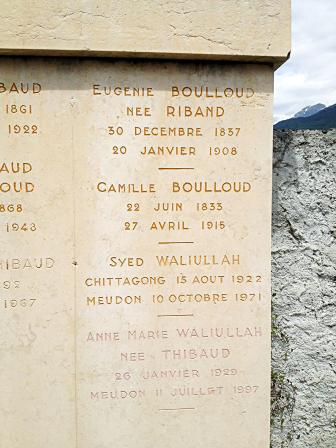 BAUD
1861
1922
AUD
OUD
868
1943
HIBAUD
92
1967
EUGENIE BOULLOUD
NEE RIBAND
30 DECEMBRE 1837
20 JANVIER 1908
CAMILLE BOULLOUD
22 JUIN 1833
27 AVRIL 1915
SYED WALIULLAH
CHITTAGONG 15 AOUT 1922
MEUDON 10 OCTOBRE 1971
ANNE MARIE WALIULLAH
NEE THIBAUD
26 JANVIER 1929
MEUDON 11 JUILLET 1997